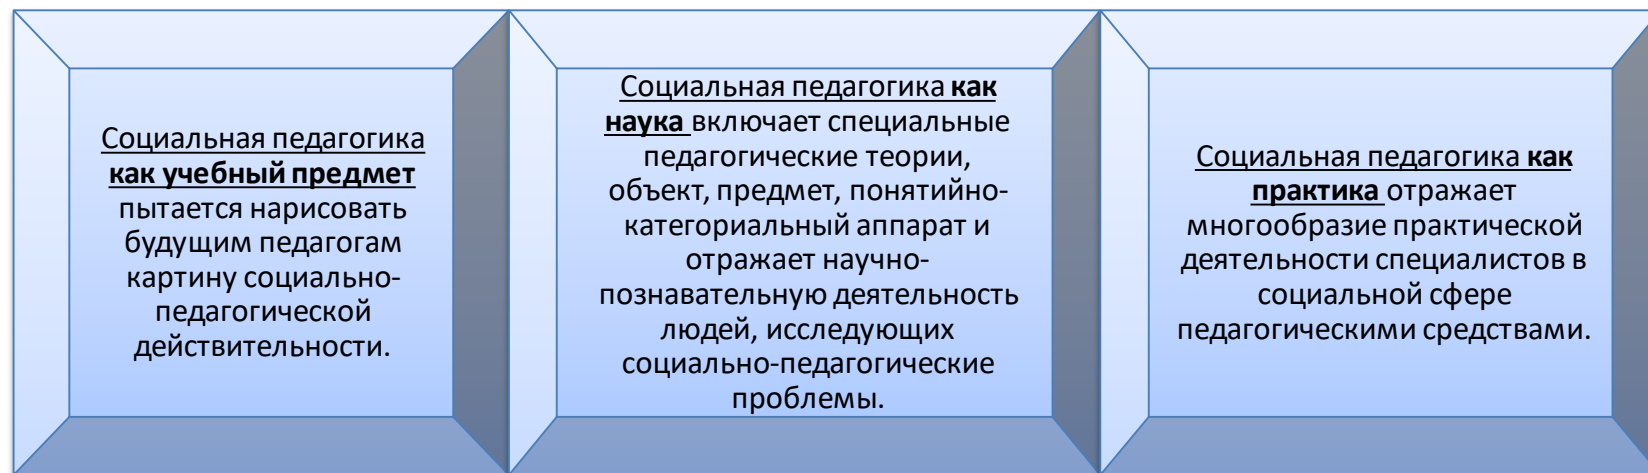 Социальная педагогика
как учебный предмет
пытается нарисовать
будущим педагогам
картину социально-
педагогической
действительности.
Социальная педагогика как
наука включает специальные
педагогические теории,
объект, предмет, понятийно-
категориальный аппарат и
отражает научно-
познавательную деятельность
людей, исследующих
социально-педагогические
проблемы.
Социальная педагогика как
практика отражает
многообразие практической
деятельности специалистов в
социальной сфере
педагогическими средствами.